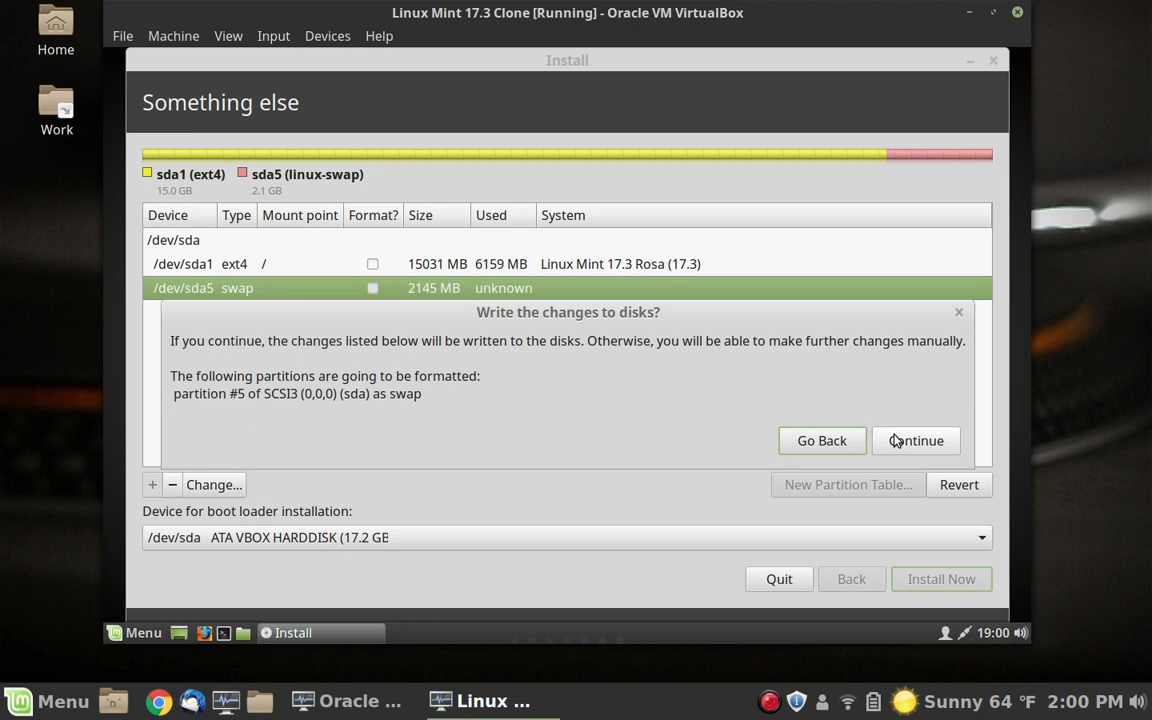 Linux Mint 17.3 Clone [Running] - Oracle VM VirtualBox
Home
File Machine View Input Devices Help
Install
Work
Something else
sda1 (ext4) sda5 (linux-swap)
15.0 GB 2.1 GB
Device Type Mount point Format? Size Used System
/dev/sda
/dev/sda1 ext4 / 15031 MB 6159 MB Linux Mint 17.3 Rosa (17.3)
/dev/sda5 swap 2145 MB unknown
Write the changes to disks?
If you continue, the changes listed below will be written to the disks. Otherwise, you will be able to make further changes manually.
The following partitions are going to be formatted:
partition #5 of SCSI3 (0,0,0) (sda) as swap
Go Back Continue
+ − Change... New Partition Table... Revert
Device for boot loader installation:
/dev/sda ATA VBOX HARDDISK (17.2 GB
Quit Back Install Now
Menu Install 19:00
Menu Oracle ... Linux ... Sunny 64 °F 2:00 PM